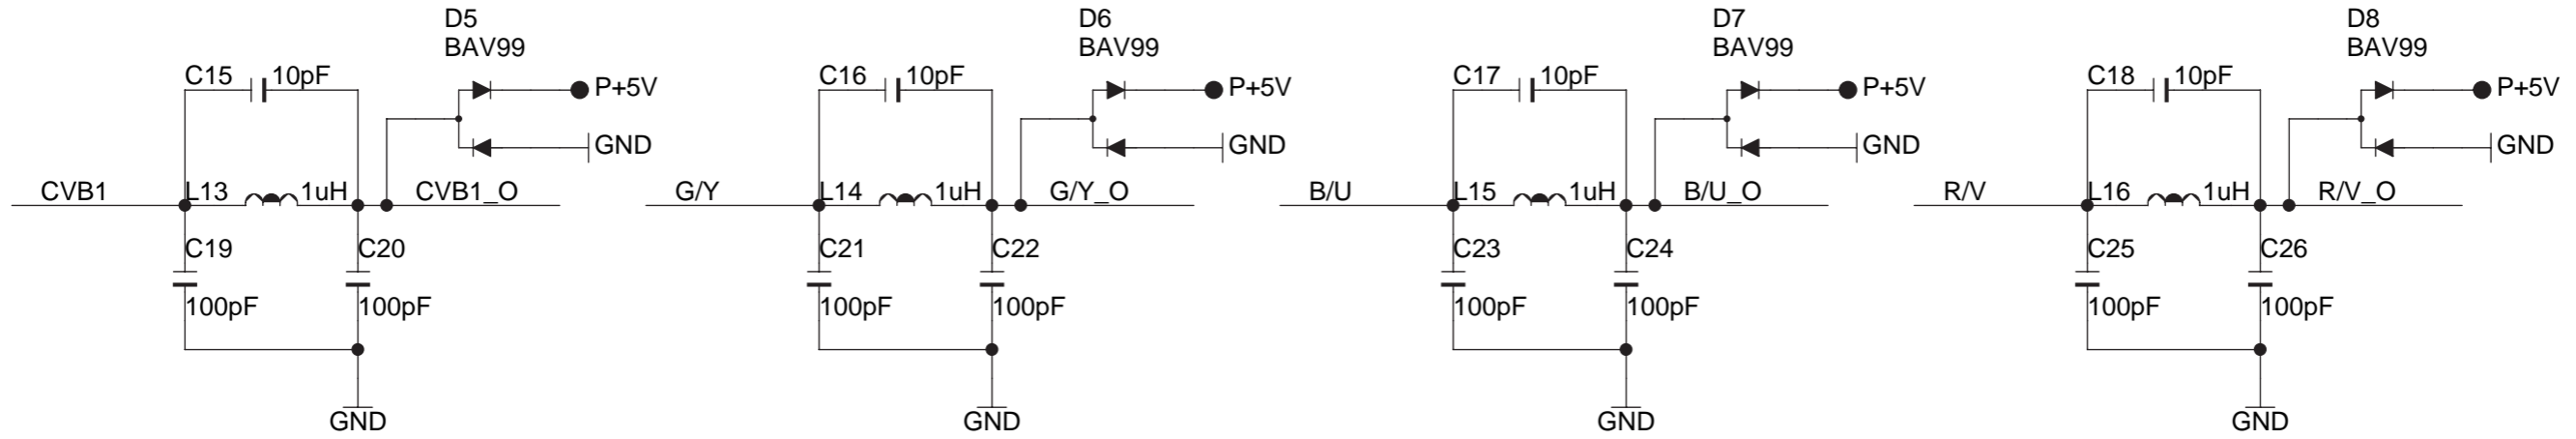 D5
BAV99
C15 10pF
P+5V
GND
CVB1 L13 1uH CVB1_O
C19 C20
100pF 100pF
GND
D6
BAV99
C16 10pF
P+5V
GND
G/Y L14 1uH G/Y_O
C21 C22
100pF 100pF
GND
D7
BAV99
C17 10pF
P+5V
GND
B/U L15 1uH B/U_O
C23 C24
100pF 100pF
GND
D8
BAV99
C18 10pF
P+5V
GND
R/V L16 1uH R/V_O
C25 C26
100pF 100pF
GND